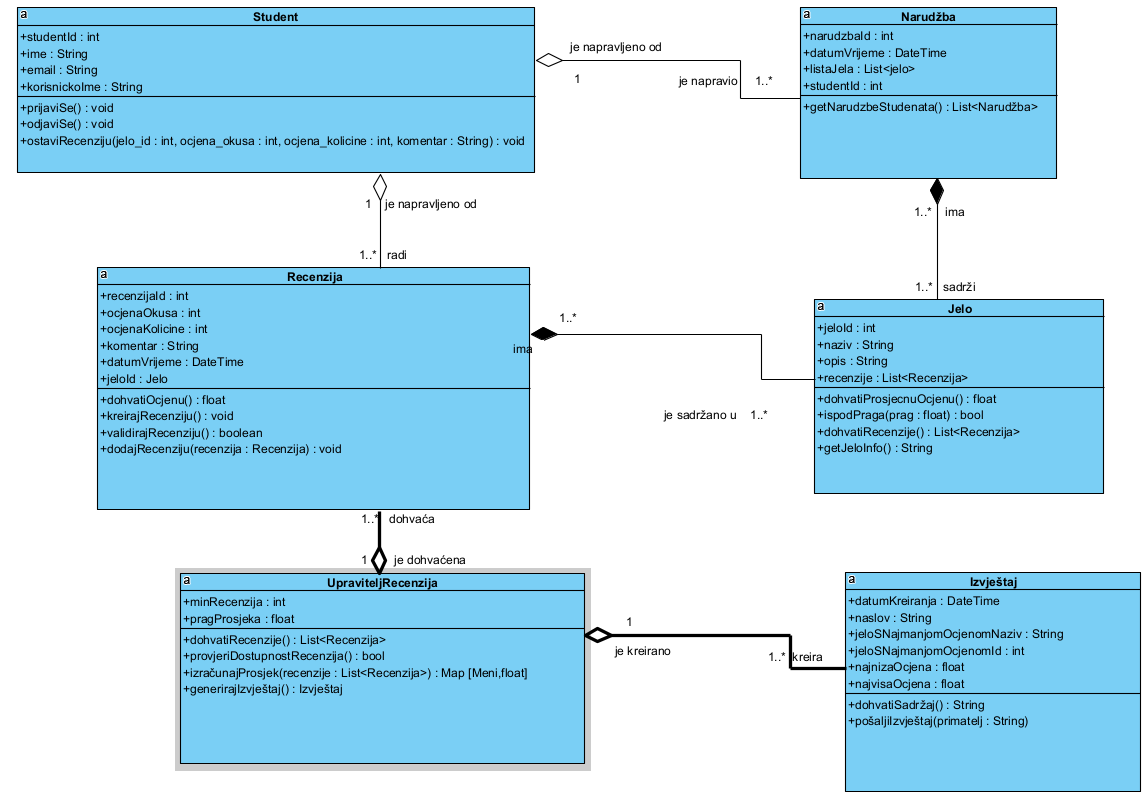 a
Student
+studentId : int
+ime : String
+email : String
+korisnickoIme : String
+prijaviSe() : void
+odjaviSe() : void
+ostaviRecenziju(jelo_id : int, ocjena_okusa : int, ocjena_kolicine : int, komentar : String) : void
je napravljeno od
1
je napravio
1..*
a
Narudžba
+narudzbaId : int
+datumVrijeme : DateTime
+listaJela : List<jelo>
+studentId : int
+getNarudzbeStudenata() : List<Narudžba>
1
je napravljeno od
1..*
radi
1..*
ima
1..*
sadrži
a
Recenzija
+recenzijaId : int
+ocjenaOkusa : int
+ocjenaKolicine : int
+komentar : String
+datumVrijeme : DateTime
+jeloId : Jelo
+dohvatiOcjenu() : float
+kreirajRecenziju() : void
+validirajRecenziju() : boolean
+dodajRecenziju(recenzija : Recenzija) : void
1..*
ima
je sadržano u
1..*
a
Jelo
+jeloId : int
+naziv : String
+opis : String
+recenzije : List<Recenzija>
+dohvatiProsjecnuOcjenu() : float
+ispodPraga(prag : float) : bool
+dohvatiRecenzije() : List<Recenzija>
+getJeloInfo() : String
1..*
dohvaća
1
je dohvaćena
a
UpraviteljRecenzija
+minRecenzija : int
+pragProsjeka : float
+dohvatiRecenzije() : List<Recenzija>
+provjeriDostupnostRecenzija() : bool
+izračunajProsjek(recenzije : List<Recenzija>) : Map [Meni,float]
+generirajIzvještaj() : Izvještaj
1
je kreirano
1..*
kreira
a
Izvještaj
+datumKreiranja : DateTime
+naslov : String
+jeloSNajmanjomOcjenomNaziv : String
+jeloSNajmanjomOcjenomId : int
+najnizaOcjena : float
+najvisaOcjena : float
+dohvatiSadržaj() : String
+pošaljiIzvještaj(primatelj : String)